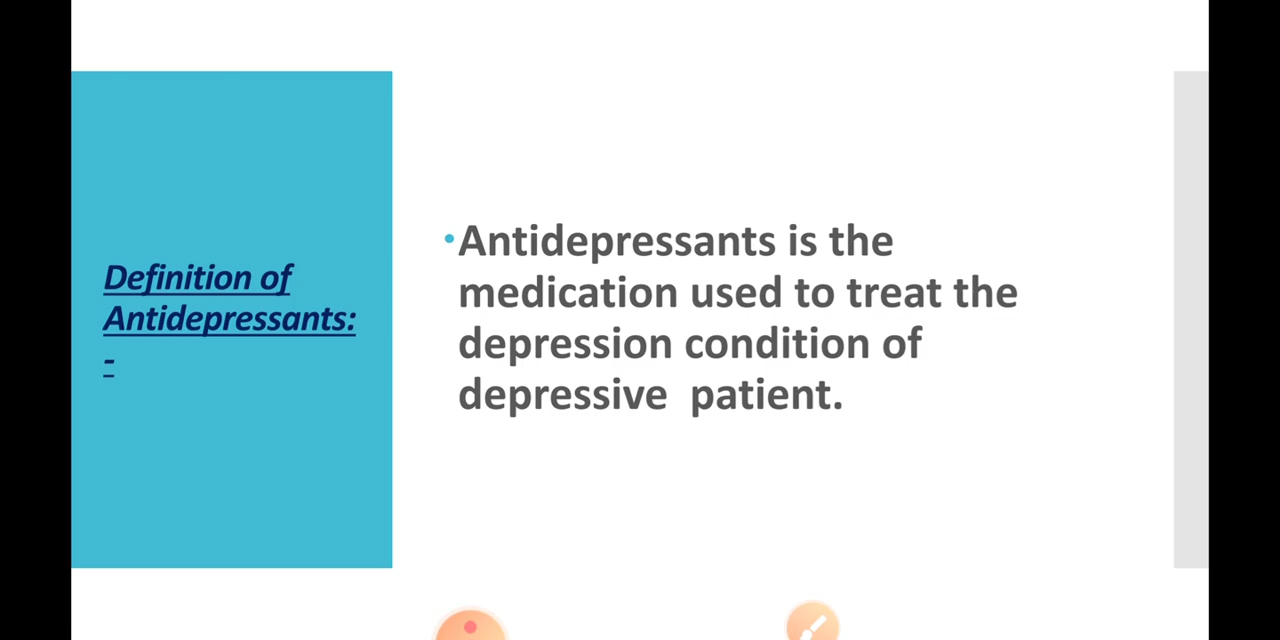 Definition of
Antidepressants:
-
•Antidepressants is the
medication used to treat the
depression condition of
depressive  patient.